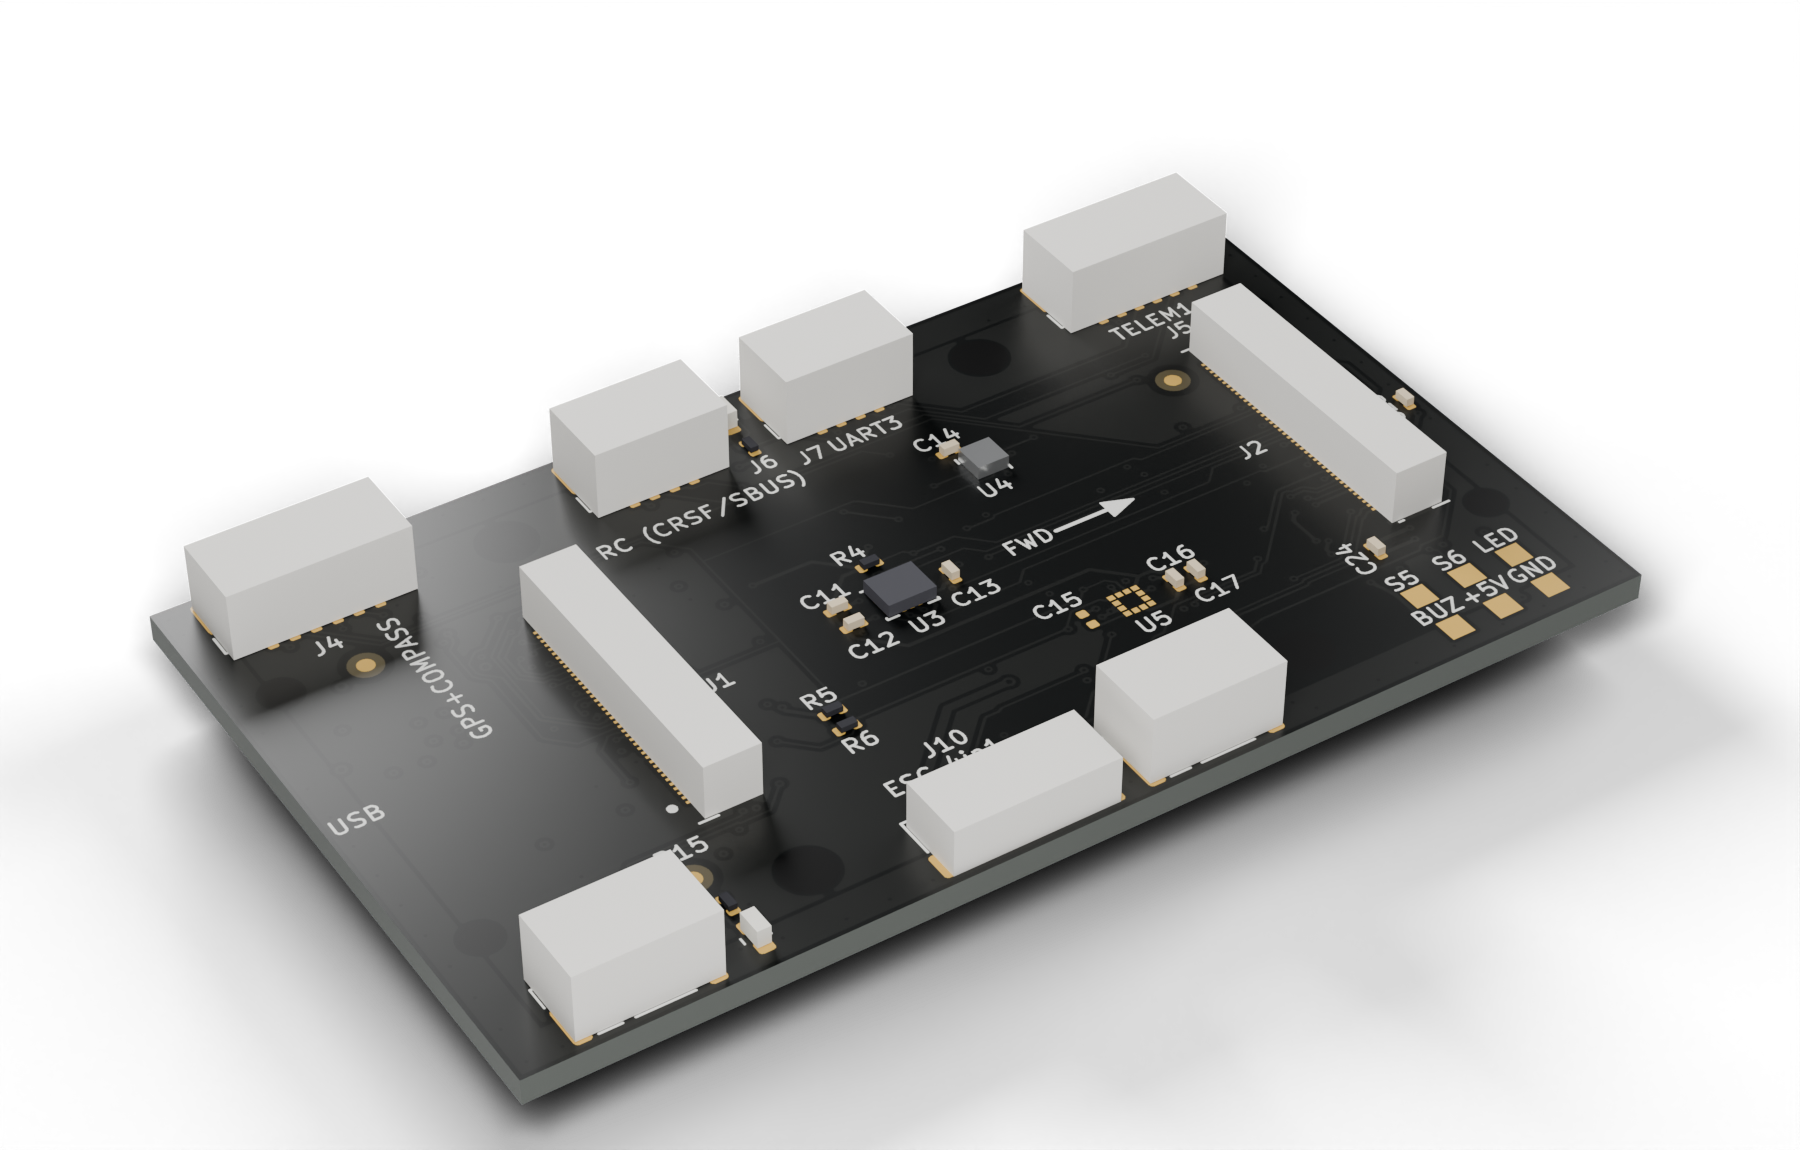 TELEM1
J5
J7 UART3
J6
RC (CRSF/SBUS)
C14
U4
J2
FWD
R4
C11
C13
C12
U3
C16
C17
C15
U5
C24
S5
S6
LED
BUZ
+5V
GND
J4
GPS+COMPASS
J1
R5
R6
J10
USB